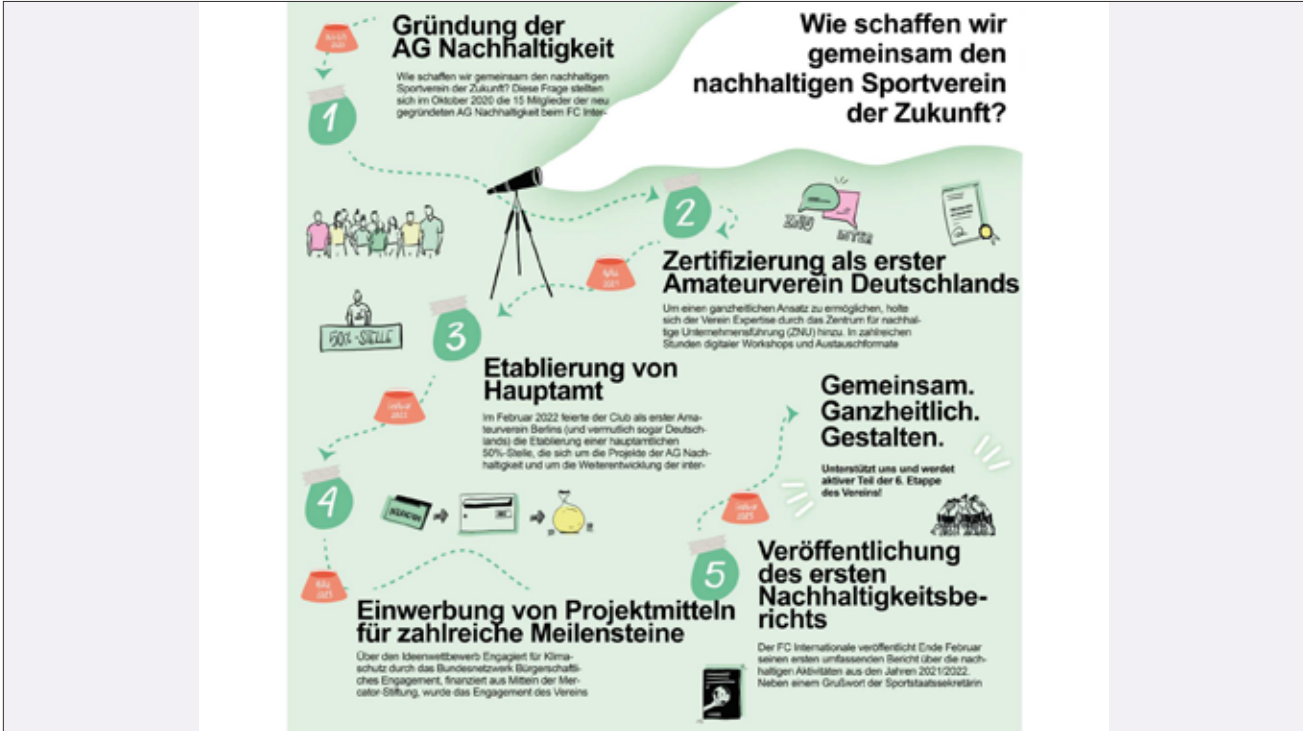 Gründung der
AG Nachhaltigkeit
Wie schaffen wir gemeinsam den nachhaltigen
Sportverein der Zukunft? Diese Frage stellten
sich im Oktober 2020 die 15 Mitglieder der neu
gegründeten AG Nachhaltigkeit beim FC Inter-
Wie schaffen wir
gemeinsam den
nachhaltigen Sportverein
der Zukunft?
2020
1
2
ZNU
INTER
Zertifizierung als erster
Amateurverein Deutschlands
Um einen ganzheitlichen Ansatz zu ermöglichen, holte
sich der Verein Expertise durch das Zentrum für nachhal-
tige Unternehmensführung (ZNU) hinzu. In zahlreichen
Stunden digitaler Workshops und Austauschformate
2021
50% -STELLE
3
Etablierung von
Hauptamt
Im Februar 2022 feierte der Club als erster Ama-
teurverein Berlins (und vermutlich sogar Deutsch-
lands) die Etablierung einer hauptamtlichen
50%-Stelle, die sich um die Projekte der AG Nach-
haltigkeit und um die Weiterentwicklung der inter-
2022
4
Einwerbung von Projektmitteln
für zahlreiche Meilensteine
Über den Ideenwettbewerb Engagiert für Klima-
schutz durch das Bundesnetzwerk Bürgerschaftli-
ches Engagement, finanziert aus Mitteln der Mer-
cator-Stiftung, wurde das Engagement des Vereins
Gemeinsam.
Ganzheitlich.
Gestalten.
Unterstützt uns und werdet
aktiver Teil der 6. Etappe
des Vereins!
5
Veröffentlichung
des ersten
Nachhaltigkeitsbe-
richts
Der FC Internationale veröffentlicht Ende Februar
seinen ersten umfassenden Bericht über die nach-
haltigen Aktivitäten aus den Jahren 2021/2022.
Neben einem Grußwort der Sportstaatssekretärin